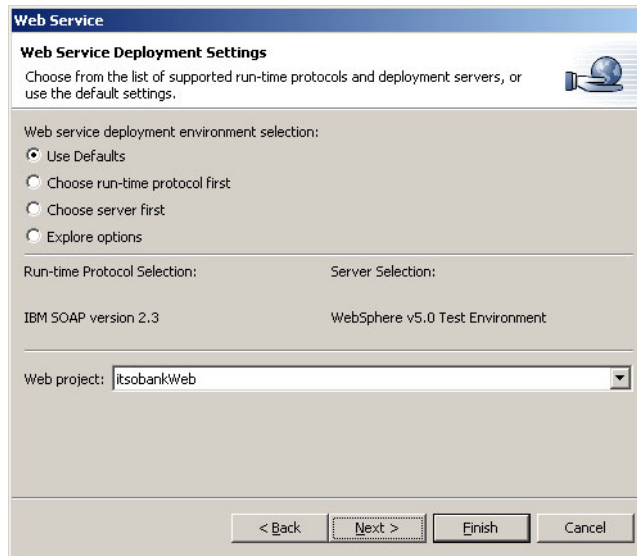 Web Service
Web Service Deployment Settings
Choose from the list of supported run-time protocols and deployment servers, or
use the default settings.
Web service deployment environment selection:
Use Defaults
Choose run-time protocol first
Choose server first
Explore options
Run-time Protocol Selection: Server Selection:
IBM SOAP version 2.3 WebSphere v5.0 Test Environment
Web project: itsobankWeb
< Back Next > Finish Cancel